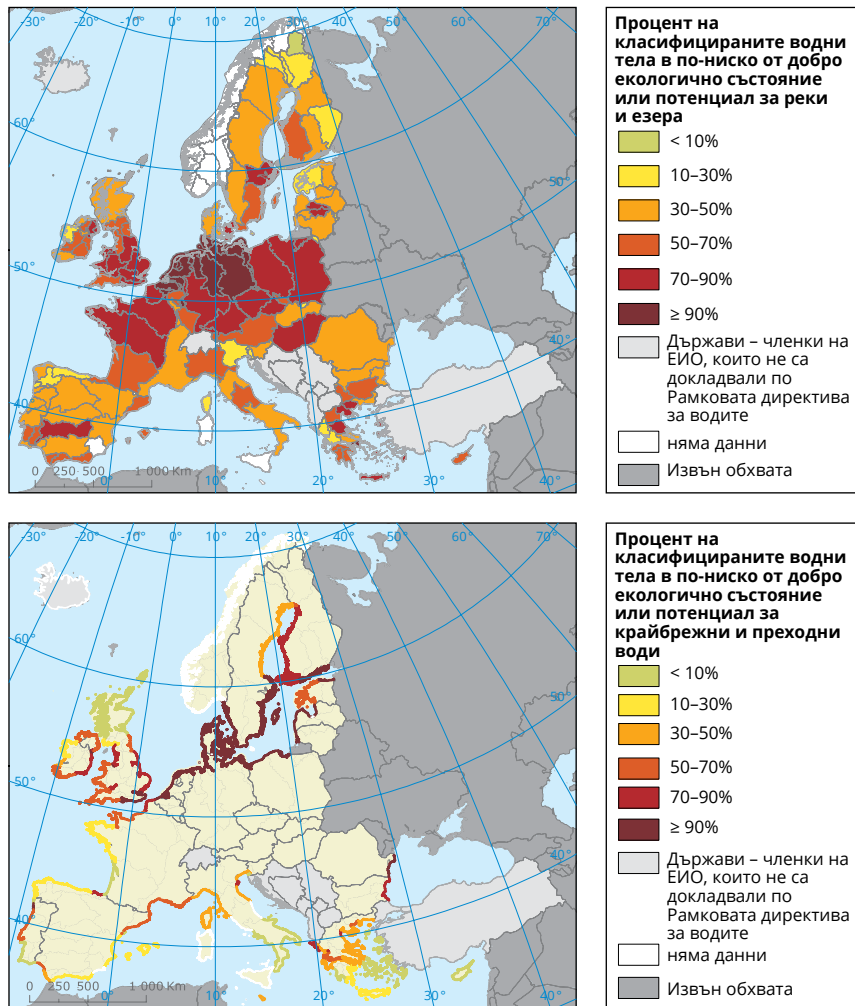 -30° -20° -10° 0° 10° 20° 30° 40° 50° 60° 70°
60°
50°
40°
60°
50°
40°
0 250 500 1 000 Km
0° 10° 20° 30° 40°
Процент на
класифицираните водни
тела в по-ниско от добро
екологично състояние
или потенциал за реки
и езера
< 10%
10–30%
30–50%
50–70%
70–90%
≥ 90%
Държави – членки на
ЕИО, които не са
докладвали по
Рамковата директива
за водите
няма данни
Извън обхвата
-30° -20° -10° 0° 10° 20° 30° 40° 50° 60° 70°
60°
50°
40°
50°
40°
0 250 500 1 000 Km
0° 10° 20° 30° 40°
Процент на
класифицираните водни
тела в по-ниско от добро
екологично състояние
или потенциал за
крайбрежни и преходни
води
< 10%
10–30%
30–50%
50–70%
70–90%
≥ 90%
Държави – членки на
ЕИО, които не са
докладвали по
Рамковата директива
за водите
няма данни
Извън обхвата